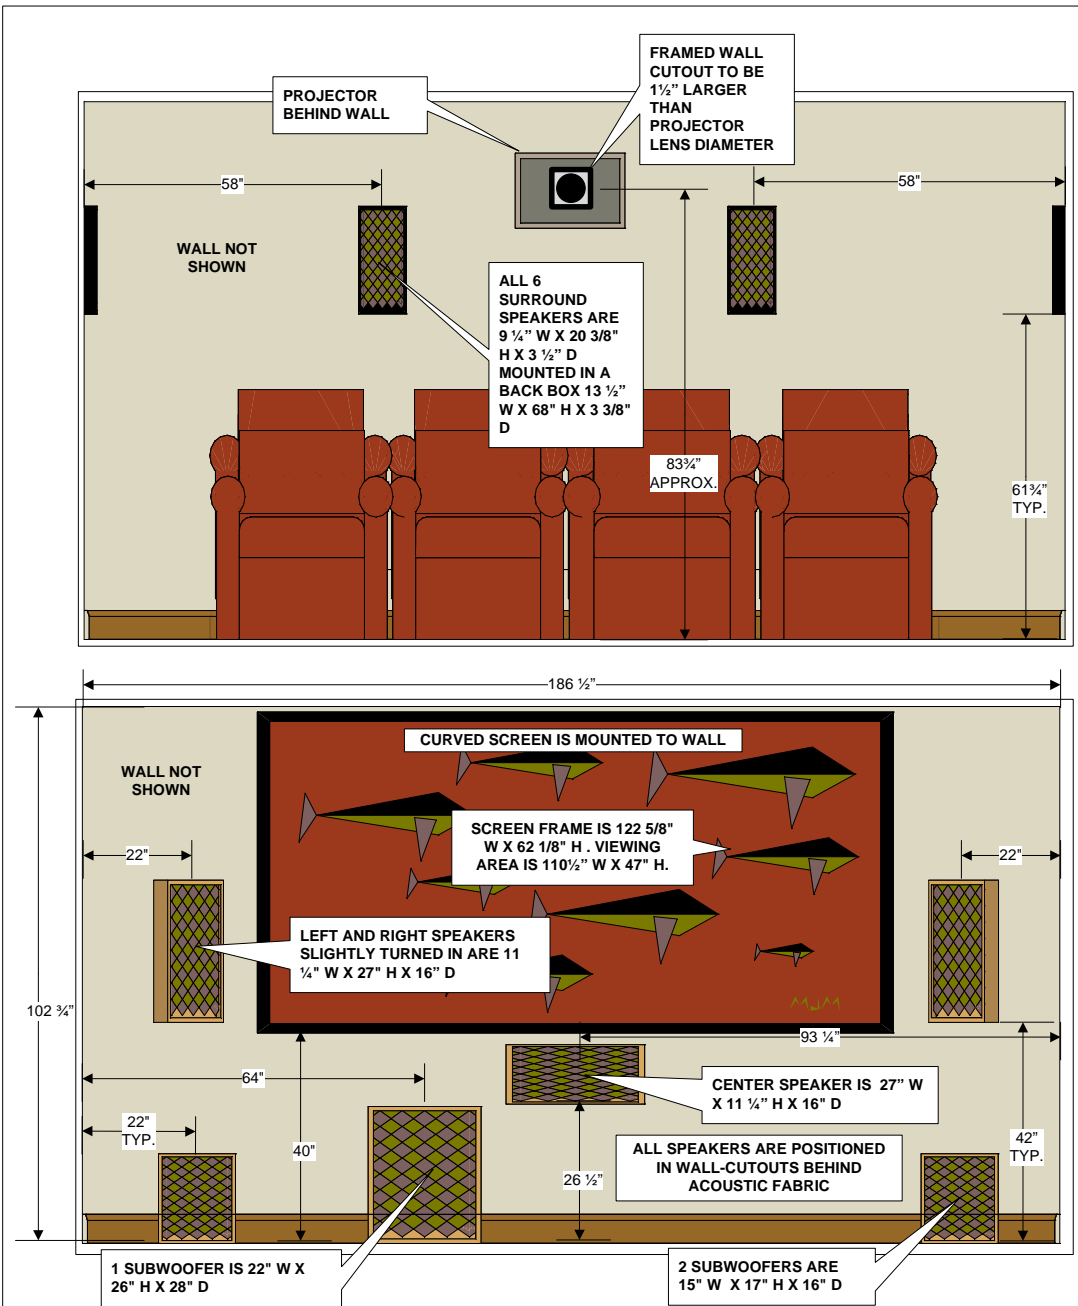 FRAMED WALL
CUTOUT TO BE
1½” LARGER
THAN
PROJECTOR
LENS DIAMETER
PROJECTOR
BEHIND WALL
58"
58"
WALL NOT
SHOWN
ALL 6
SURROUND
SPEAKERS ARE
9 ¼” W X 20 3/8"
H X 3 ½” D
MOUNTED IN A
BACK BOX 13 ½”
W X 68" H X 3 3/8"
D
83¾”
APPROX.
61¾”
TYP.
186 ½”
CURVED SCREEN IS MOUNTED TO WALL
WALL NOT
SHOWN
SCREEN FRAME IS 122 5/8"
W X 62 1/8" H . VIEWING
AREA IS 110½” W X 47" H.
22"
22"
LEFT AND RIGHT SPEAKERS
SLIGHTLY TURNED IN ARE 11
¼" W X 27" H X 16” D
102 ¾”
93 ¼”
64"
CENTER SPEAKER IS 27” W
X 11 ¼” H X 16" D
22"
TYP.
40"
26 ½”
ALL SPEAKERS ARE POSITIONED
IN WALL-CUTOUTS BEHIND
ACOUSTIC FABRIC
42”
TYP.
1 SUBWOOFER IS 22" W X
26" H X 28" D
2 SUBWOOFERS ARE
15" W X 17" H X 16" D